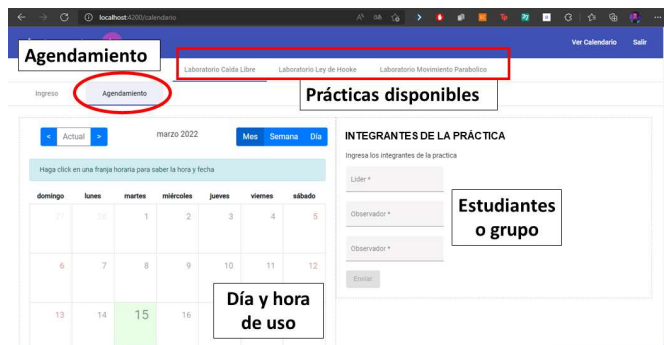 localhost:4200/calendario
Ver Calendario Salir
Agendamiento
Laboratorio Caida Libre Laboratorio Ley de Hooke Laboratorio Movimiento Parabolico
Prácticas disponibles
Ingreso Agendamiento
< Actual > marzo 2022 Mes Semana Día
Haga click en una franja horaria para saber la hora y fecha
domingo lunes martes miércoles jueves viernes sábado
1 2 3 4 5
6 7 8 9 10 11 12
13 14 15 16
Día y hora
de uso
INTEGRANTES DE LA PRÁCTICA
Ingresa los integrantes de la practica
Lider *
Observador *
Observador *
Enviar
Estudiantes
o grupo